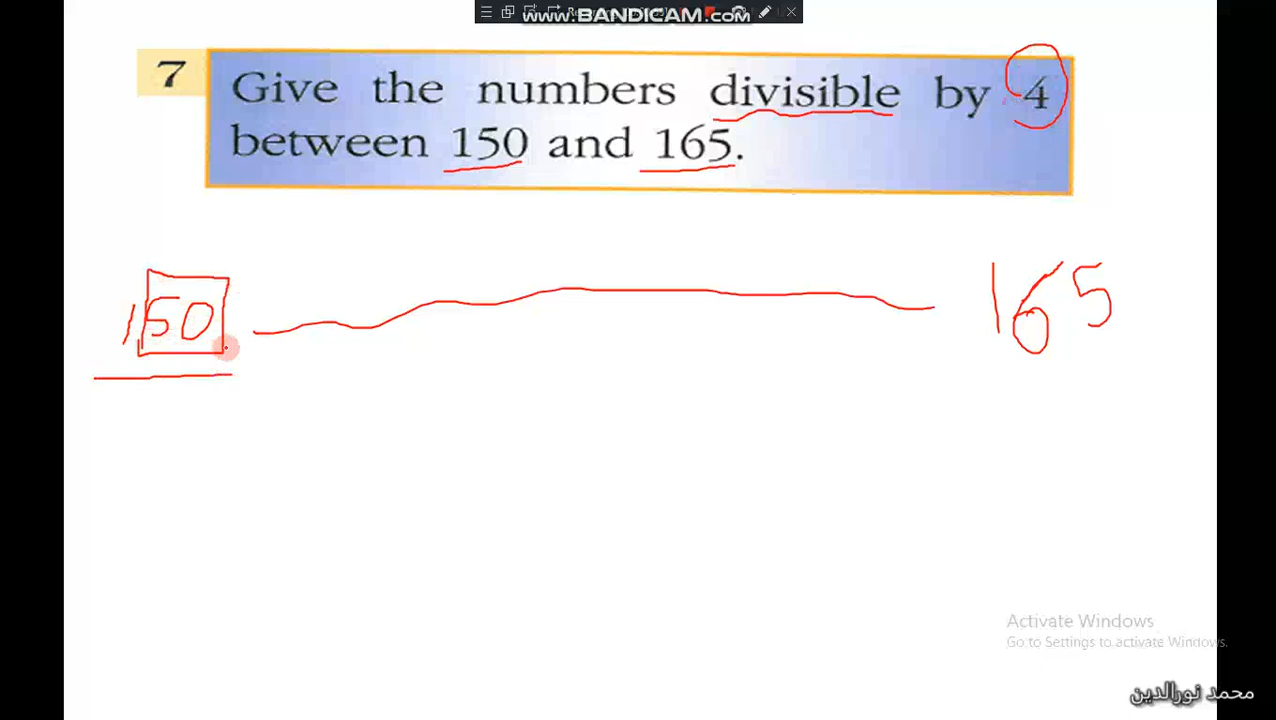 www.BANDICAM.com
7
Give the numbers divisible by 4
between 150 and 165.
150
165
Activate Windows
Go to Settings to activate Windows.
محمد نورالدين